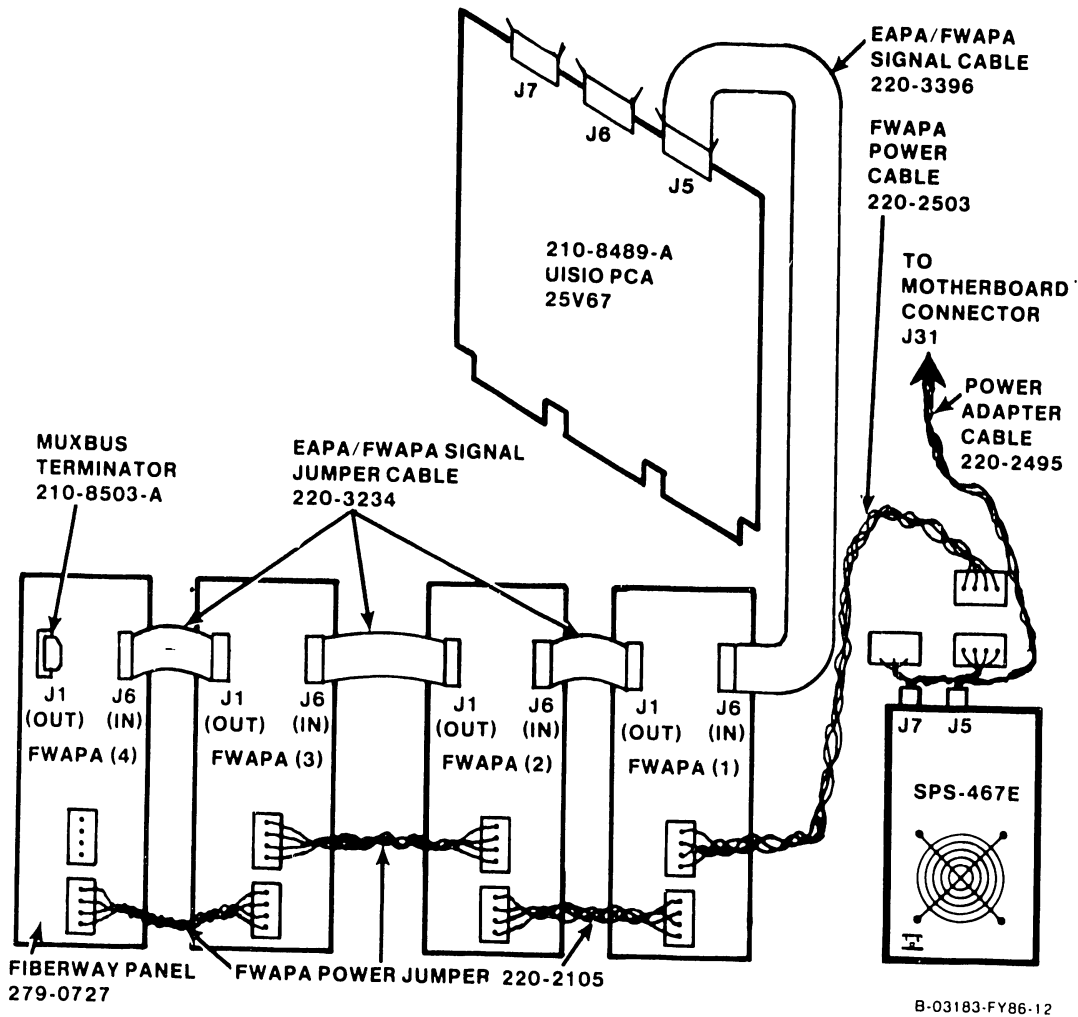 EAPA/FWAPA
SIGNAL CABLE
220-3396
J7
J6
J5
FWAPA
POWER
CABLE
220-2503
210-8489-A
UISIO PCA
25V67
TO
MOTHERBOARD
CONNECTOR
J31
POWER
ADAPTER
CABLE
220-2495
MUXBUS
TERMINATOR
210-8503-A
EAPA/FWAPA SIGNAL
JUMPER CABLE
220-3234
J1
(OUT)
J6
(IN)
FWAPA (4)
J1
(OUT)
J6
(IN)
FWAPA (3)
J1
(OUT)
J6
(IN)
FWAPA (2)
J1
(OUT)
J6
(IN)
FWAPA (1)
J7
J5
SPS-467E
FIBERWAY PANEL
279-0727
FWAPA POWER JUMPER 220-2105
B-03183-FY86-12